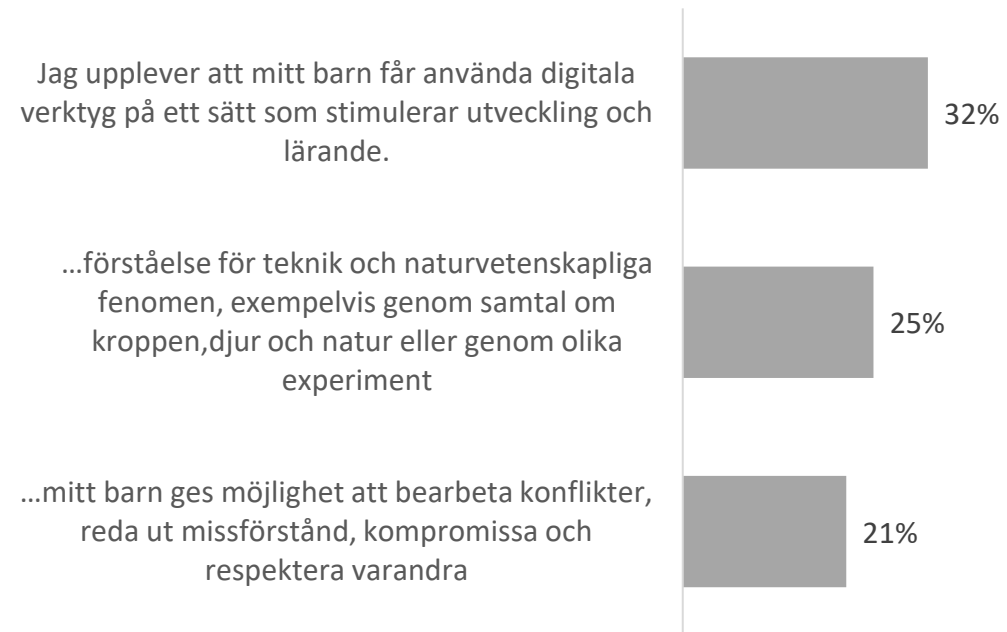 Jag upplever att mitt barn får använda digitala
verktyg på ett sätt som stimulerar utveckling och
lärande.
32%
…förståelse för teknik och naturvetenskapliga
fenomen, exempelvis genom samtal om
kroppen,djur och natur eller genom olika
experiment
25%
…mitt barn ges möjlighet att bearbeta konflikter,
reda ut missförstånd, kompromissa och
respektera varandra
21%